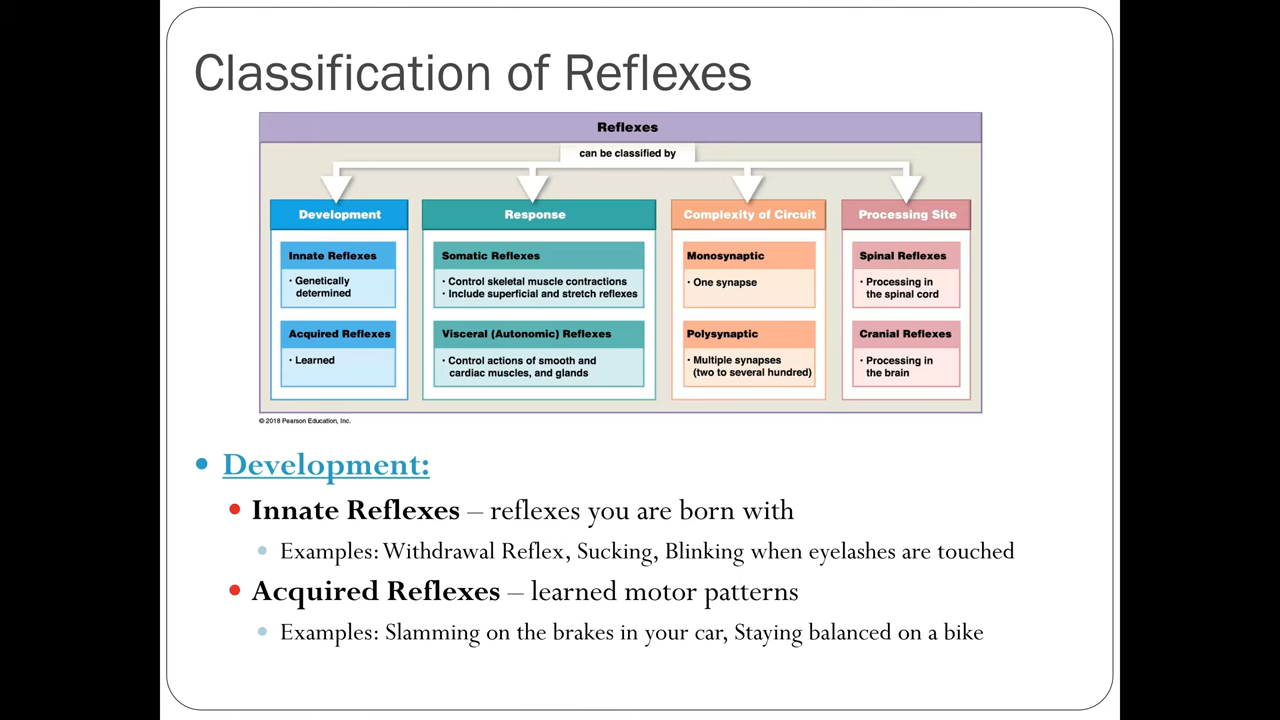 Classification of Reflexes
Reflexes
can be classified by
Development
Innate Reflexes
• Genetically
determined
Acquired Reflexes
• Learned
Response
Somatic Reflexes
• Control skeletal muscle contractions
• Include superficial and stretch reflexes
Visceral (Autonomic) Reflexes
• Control actions of smooth and
cardiac muscles, and glands
Complexity of Circuit
Monosynaptic
• One synapse
Polysynaptic
• Multiple synapses
(two to several hundred)
Processing Site
Spinal Reflexes
• Processing in
the spinal cord
Cranial Reflexes
• Processing in
the brain
© 2018 Pearson Education, Inc.
• Development:
• Innate Reflexes – reflexes you are born with
• Examples: Withdrawal Reflex, Sucking, Blinking when eyelashes are touched
• Acquired Reflexes – learned motor patterns
• Examples: Slamming on the brakes in your car, Staying balanced on a bike